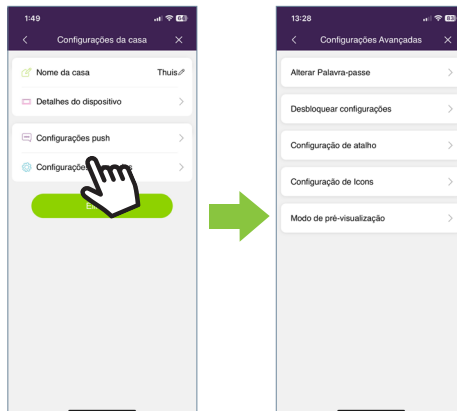 1:49
Configurações da casa
Nome da casa Thuis
Detalhes do dispositivo
Configurações push
Configurações
13:28
Configurações Avançadas
Alterar Palavra-passe
Desbloquear configurações
Configuração de atalho
Configuração de Icons
Modo de pré-visualização